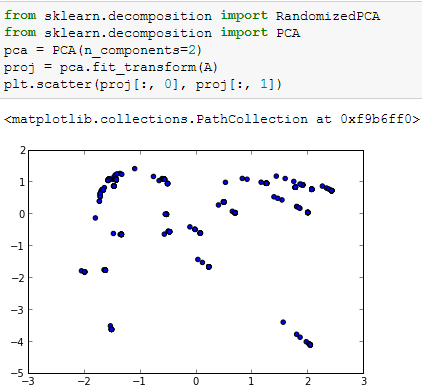 from sklearn.decomposition import RandomizedPCA
from sklearn.decomposition import PCA
pca = PCA(n_components=2)
proj = pca.fit_transform(A)
plt.scatter(proj[:, 0], proj[:, 1])
<matplotlib.collections.PathCollection at 0xf9b6ff0>
2
1
0
−1
−2
−3
−4
−5
−3 −2 −1 0 1 2 3